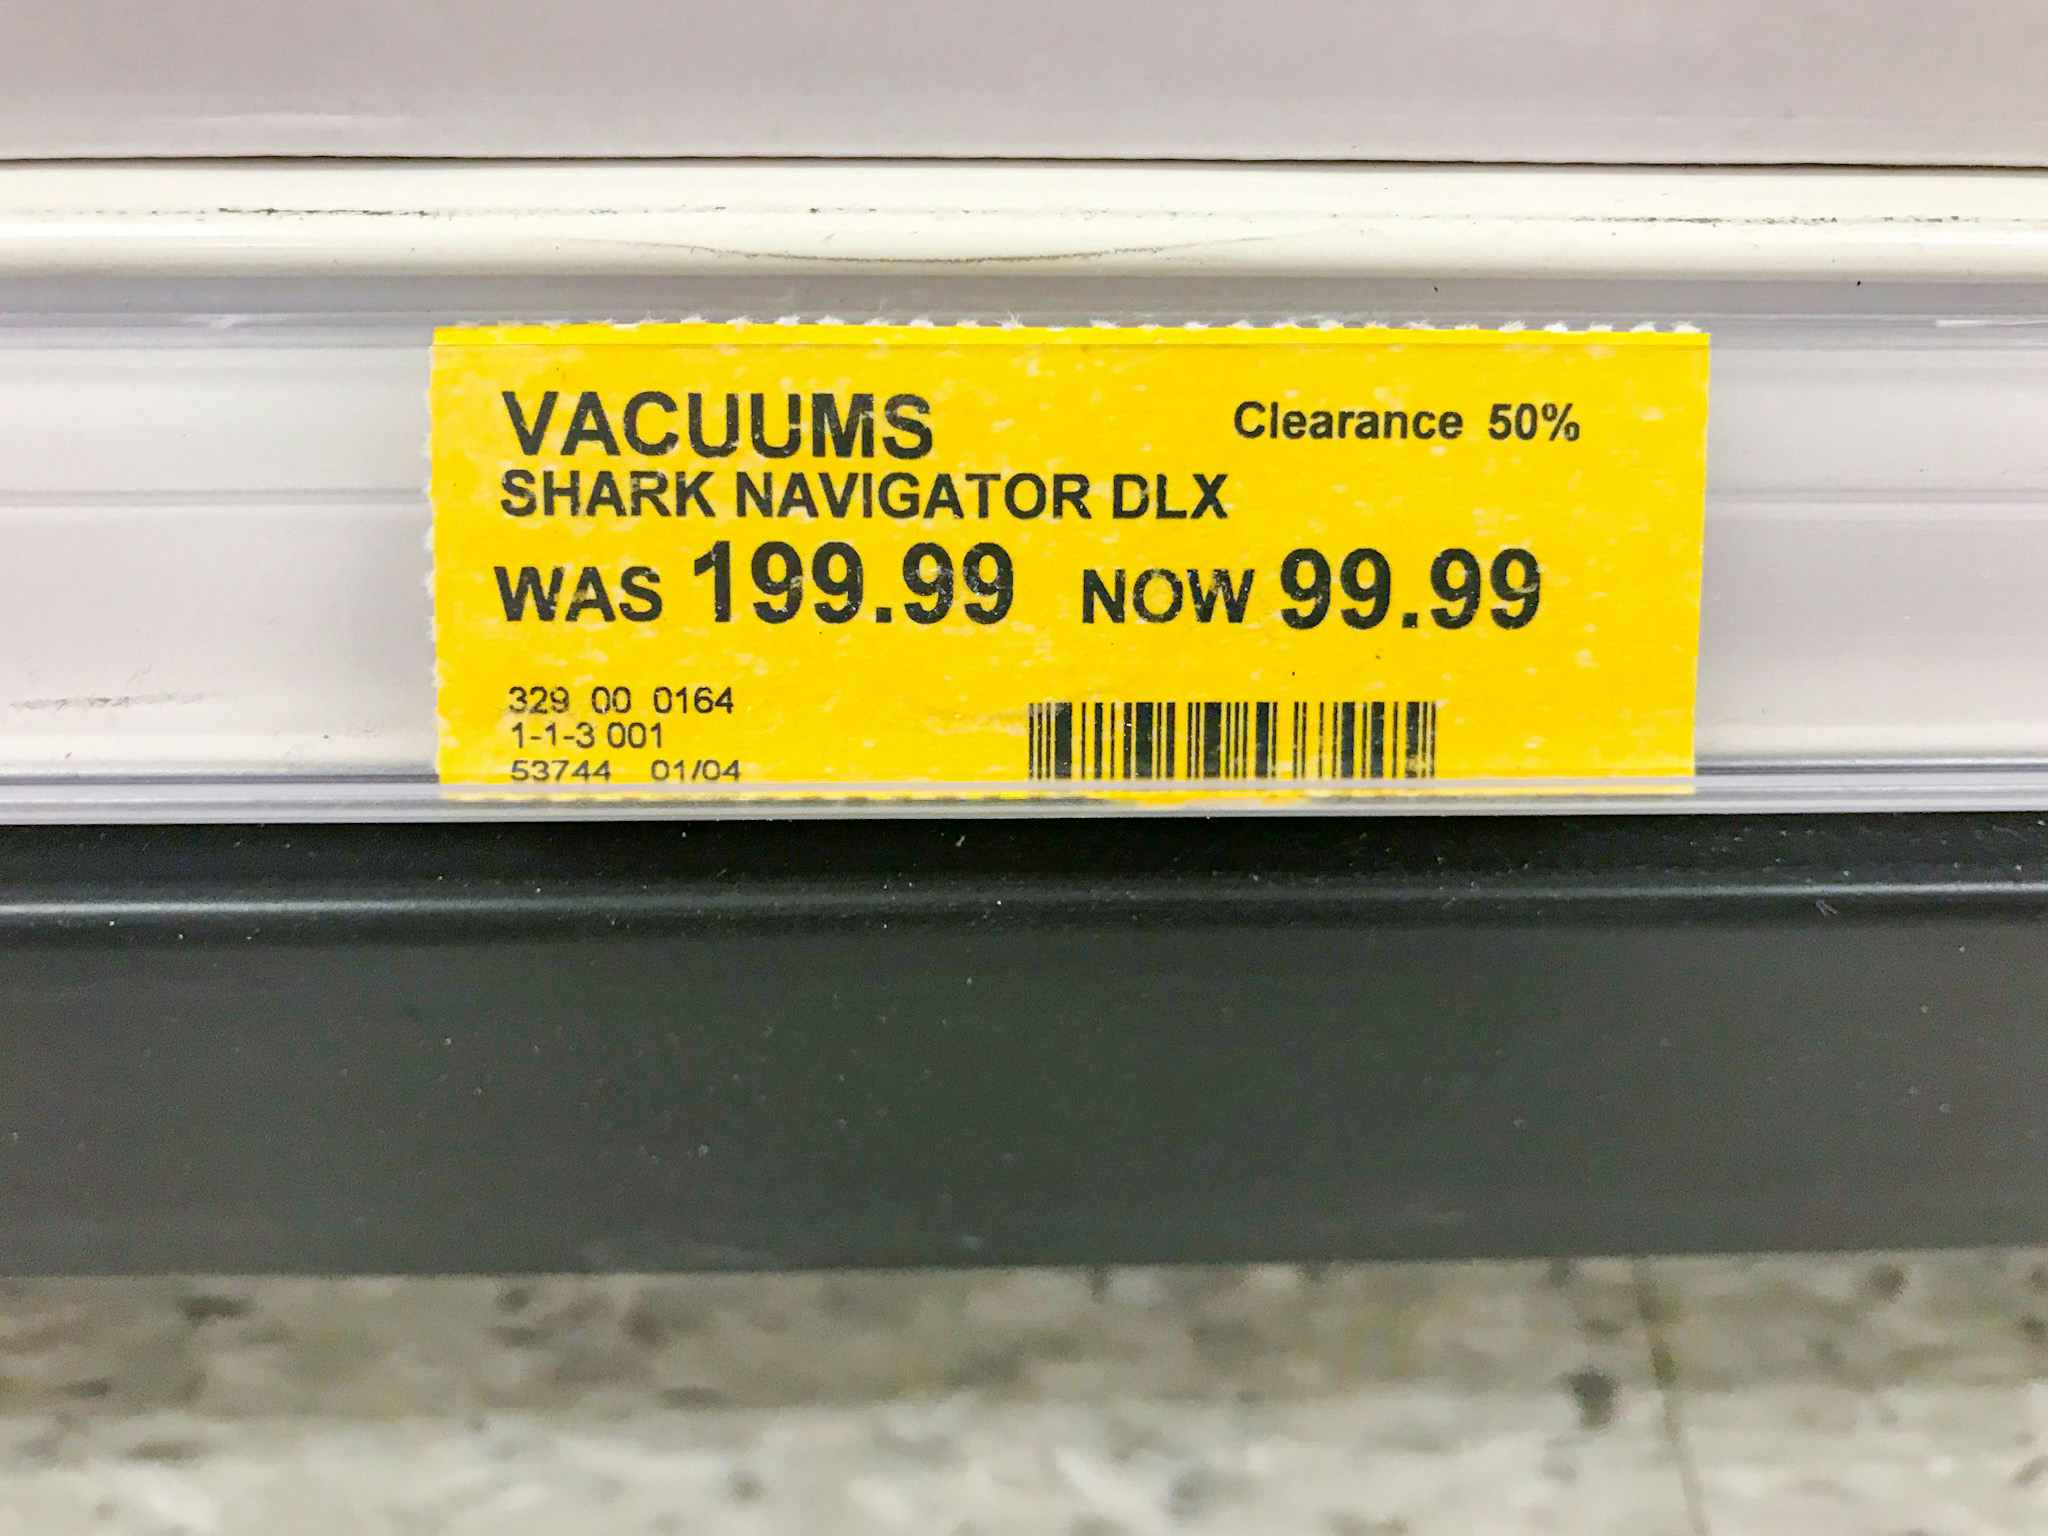 VACUUMS Clearance 50%
SHARK NAVIGATOR DLX
WAS 199.99 NOW 99.99
329 00 0164
1-1-3 001
53744 01/04